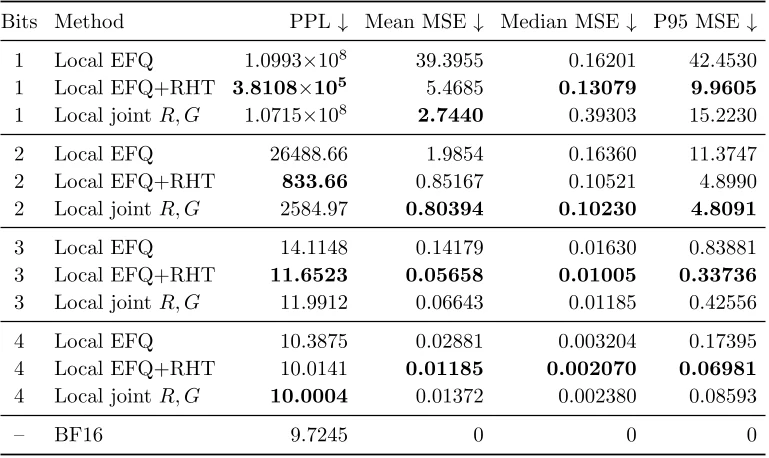 Bits Method PPL ↓ Mean MSE ↓ Median MSE ↓ P95 MSE ↓
1 Local EFQ 1.0993×10⁸ 39.3955 0.16201 42.4530
1 Local EFQ+RHT 3.8108×10⁵ 5.4685 0.13079 9.9605
1 Local joint R, G 1.0715×10⁸ 2.7440 0.39303 15.2230
2 Local EFQ 26488.66 1.9854 0.16360 11.3747
2 Local EFQ+RHT 833.66 0.85167 0.10521 4.8990
2 Local joint R, G 2584.97 0.80394 0.10230 4.8091
3 Local EFQ 14.1148 0.14179 0.01630 0.83881
3 Local EFQ+RHT 11.6523 0.05658 0.01005 0.33736
3 Local joint R, G 11.9912 0.06643 0.01185 0.42556
4 Local EFQ 10.3875 0.02881 0.003204 0.17395
4 Local EFQ+RHT 10.0141 0.01185 0.002070 0.06981
4 Local joint R, G 10.0004 0.01372 0.002380 0.08593
– BF16 9.7245 0 0 0